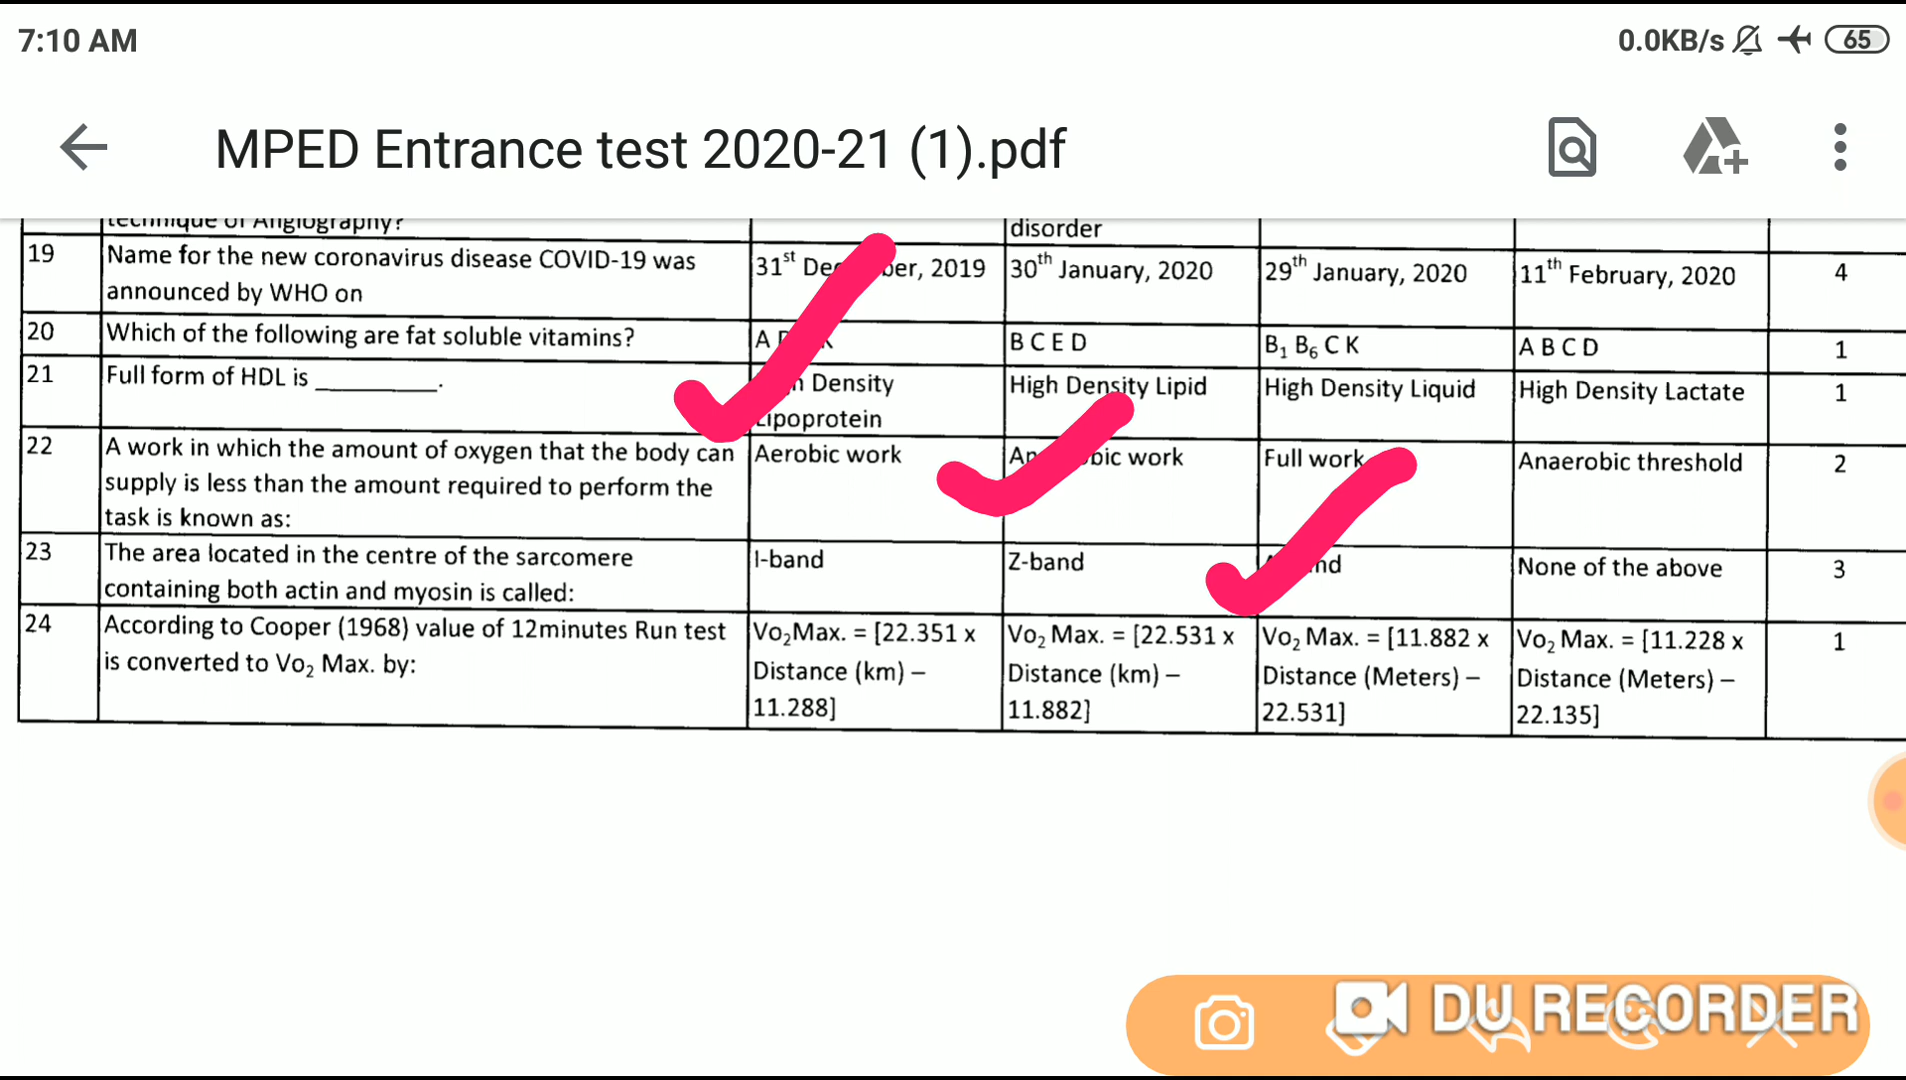 7:10 AM 0.0KB/s 65
MPED Entrance test 2020-21 (1).pdf
technique of Angiography? disorder
19 Name for the new coronavirus disease COVID-19 was 31st 2019 30th January, 2020 29th January, 2020 11th February, 2020 4
announced by WHO on
20 Which of the following are fat soluble vitamins? A B C E D B1 B6 C K A B C D 1
21 Full form of HDL is ________. Density High Density Lipid High Density Liquid High Density Lactate 1
Lipoprotein
22 A work in which the amount of oxygen that the body can Aerobic work work Full work Anaerobic threshold 2
supply is less than the amount required to perform the
task is known as:
23 The area located in the centre of the sarcomere I-band Z-band None of the above 3
containing both actin and myosin is called:
24 According to Cooper (1968) value of 12minutes Run test Vo2Max. = [22.351 x Vo2 Max. = [22.531 x Vo2 Max. = [11.882 x Vo2 Max. = [11.228 x 1
is converted to Vo2 Max. by: Distance (km) – Distance (km) – Distance (Meters) – Distance (Meters) –
11.288] 11.882] 22.531] 22.135]
DU RECORDER